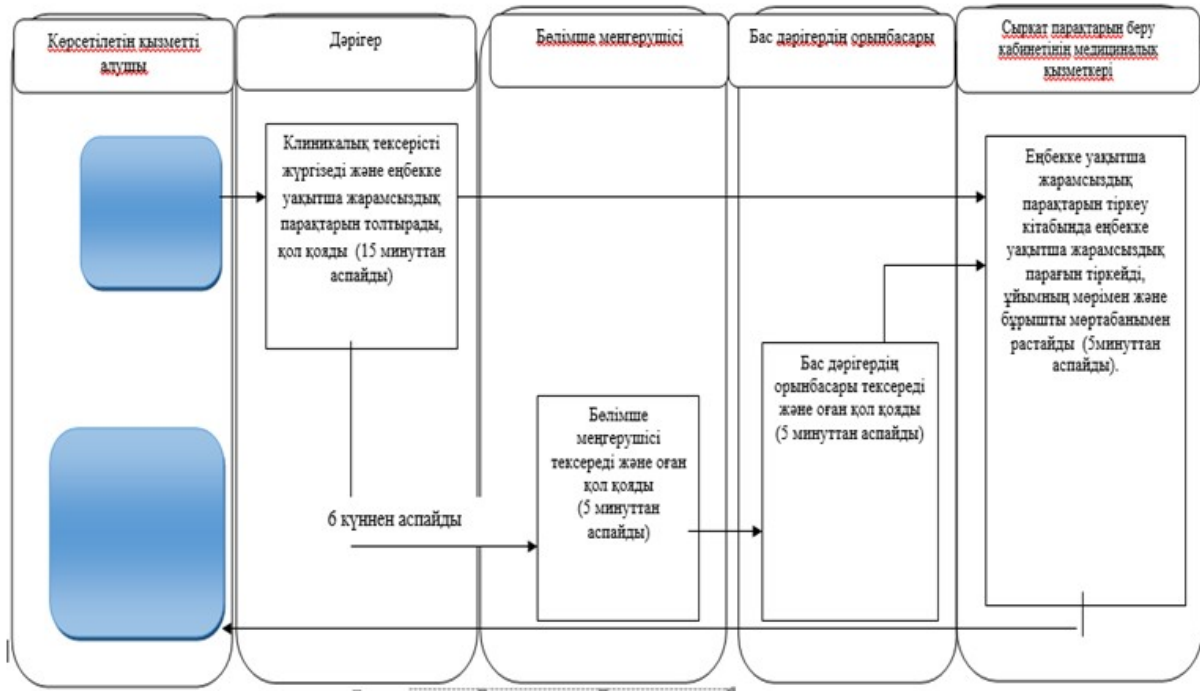 Көрсетілетін қызметті
алушы
Дәрігер
Бөлімше меңгерушісі
Бас дәрігердің орынбасары
Сырқат парақтарын беру
кабинетінің медициналық
қызметкері
Клиникалық тексерісті
жүргізеді және еңбекке
уақытша жарамсыздық
парақтарын толтырады,
қол қояды (15 минуттан
аспайды)
6 күннен аспайды
Бөлімше
меңгерушісі
тексереді және оған
қол қояды
(5 минуттан
аспайды)
Бас дәрігердің
орынбасары тексереді
және оған қол қояды
(5 минуттан аспайды)
Еңбекке уақытша
жарамсыздық
парақтарын тіркеу
кітабында еңбекке
уақытша жарамсыздық
парағын тіркейді,
ұйымның мөрімен және
бұрышты мөртабанымен
растайды (5минуттан
аспайды).